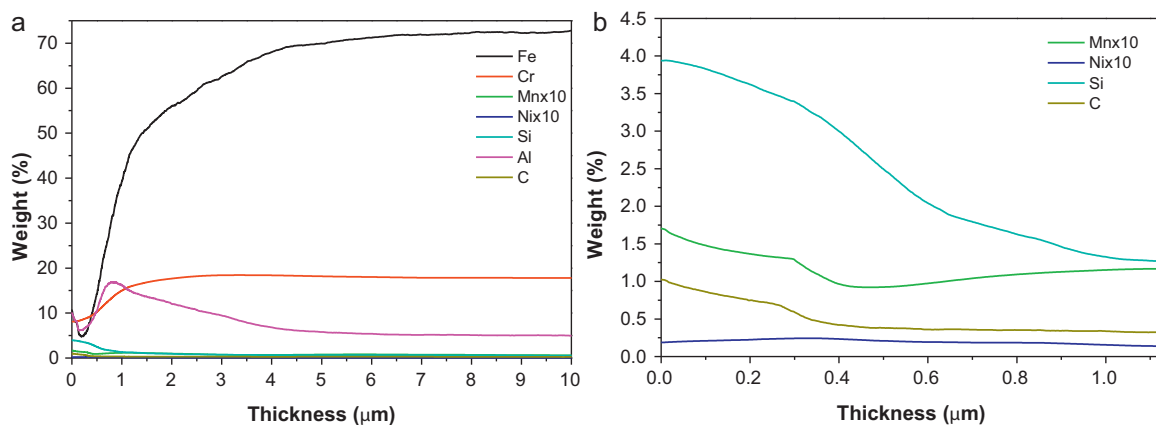 a
70
60
50
40
30
20
10
0
Weight (%)
Fe
Cr
Mnx10
Nix10
Si
Al
C
0 1 2 3 4 5 6 7 8 9 10
Thickness (μm)
b
4.5
4.0
3.5
3.0
2.5
2.0
1.5
1.0
0.5
0.0
Weight (%)
Mnx10
Nix10
Si
C
0.0 0.2 0.4 0.6 0.8 1.0
Thickness (μm)